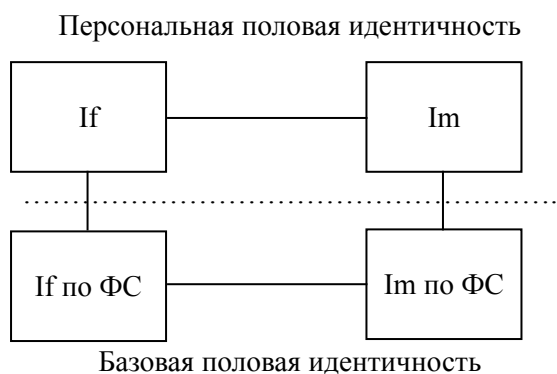 Персональная половая идентичность
If
Im
If по ФС
Im по ФС
Базовая половая идентичность